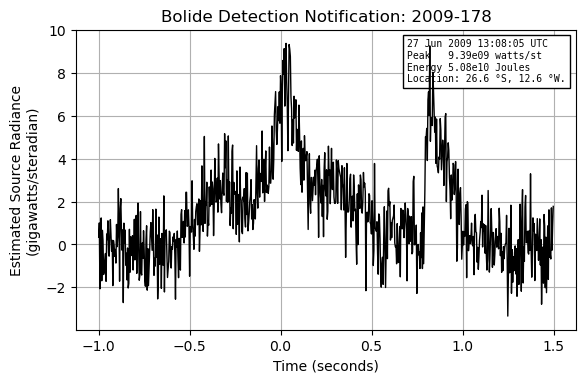 Bolide Detection Notification: 2009-178
27 Jun 2009 13:08:05 UTC
Peak   9.39e09 watts/st
Energy 5.08e10 Joules
Location: 26.6 °S, 12.6 °W.
Estimated Source Radiance
(gigawatts/steradian)
10
8
6
4
2
0
−2
−1.0
−0.5
0.0
0.5
1.0
1.5
Time (seconds)